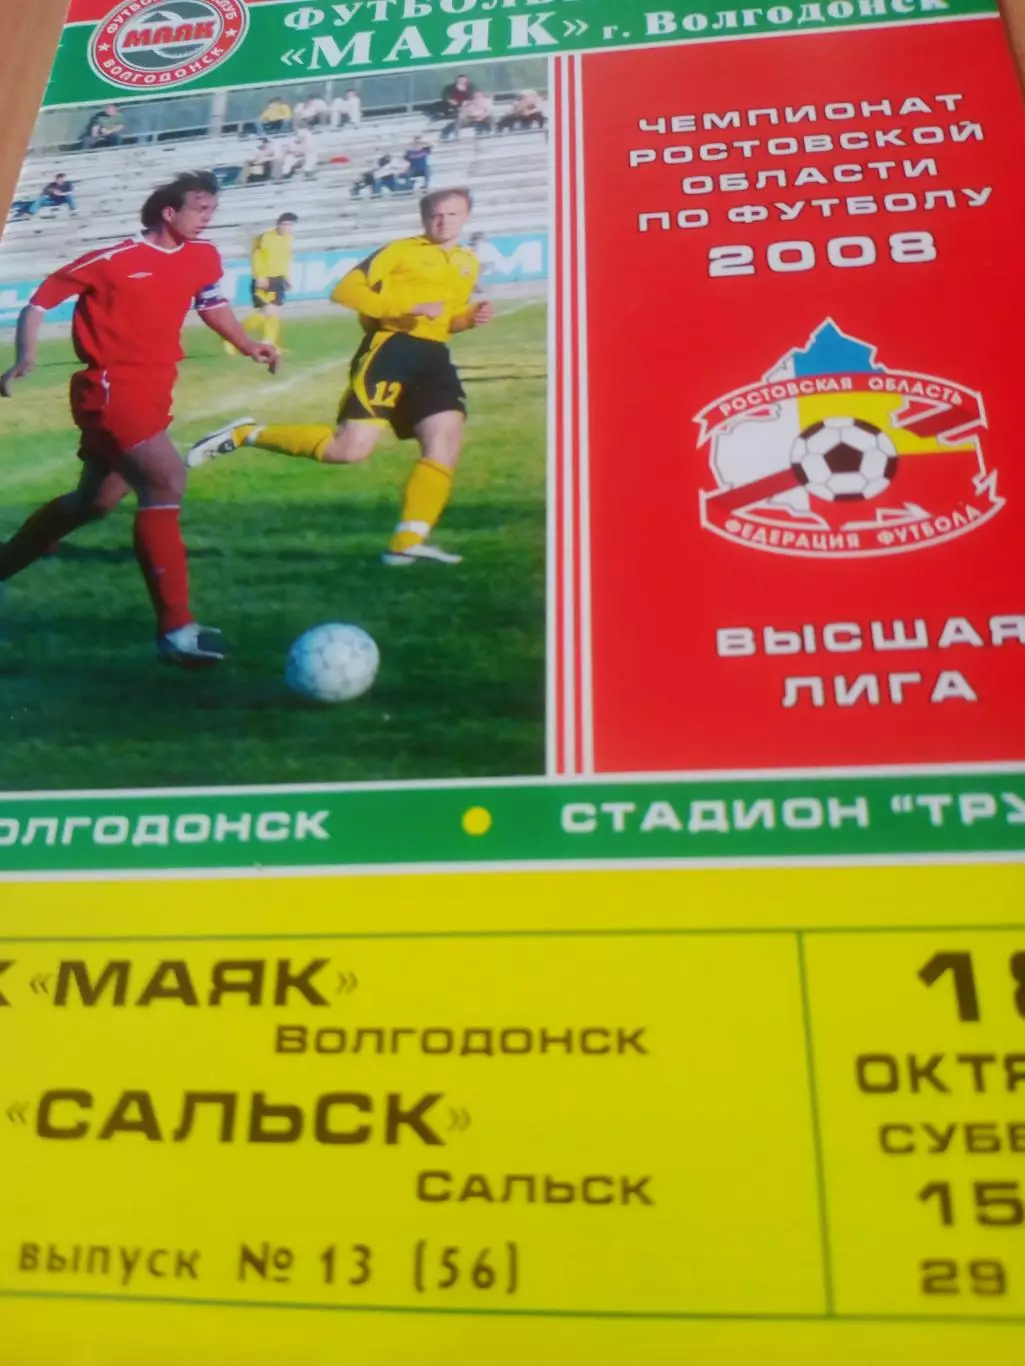 МАЯК
ВОЛГОДОНСК
«МАЯК» г. Волгодонск
ЧЕМПИОНАТ
РОСТОВСКОЙ
ОБЛАСТИ
ПО ФУТБОЛУ
2008
12
РОСТОВСКАЯ ОБЛАСТЬ
ФЕДЕРАЦИЯ ФУТБОЛА
ВЫСШАЯ
ЛИГА
ОЛГОДОНСК • СТАДИОН "ТРУ
К «МАЯК»
ВОЛГОДОНСК
«САЛЬСК»
САЛЬСК
ВЫПУСК № 13 (56)
ОКТЯ
СУББ
15
29